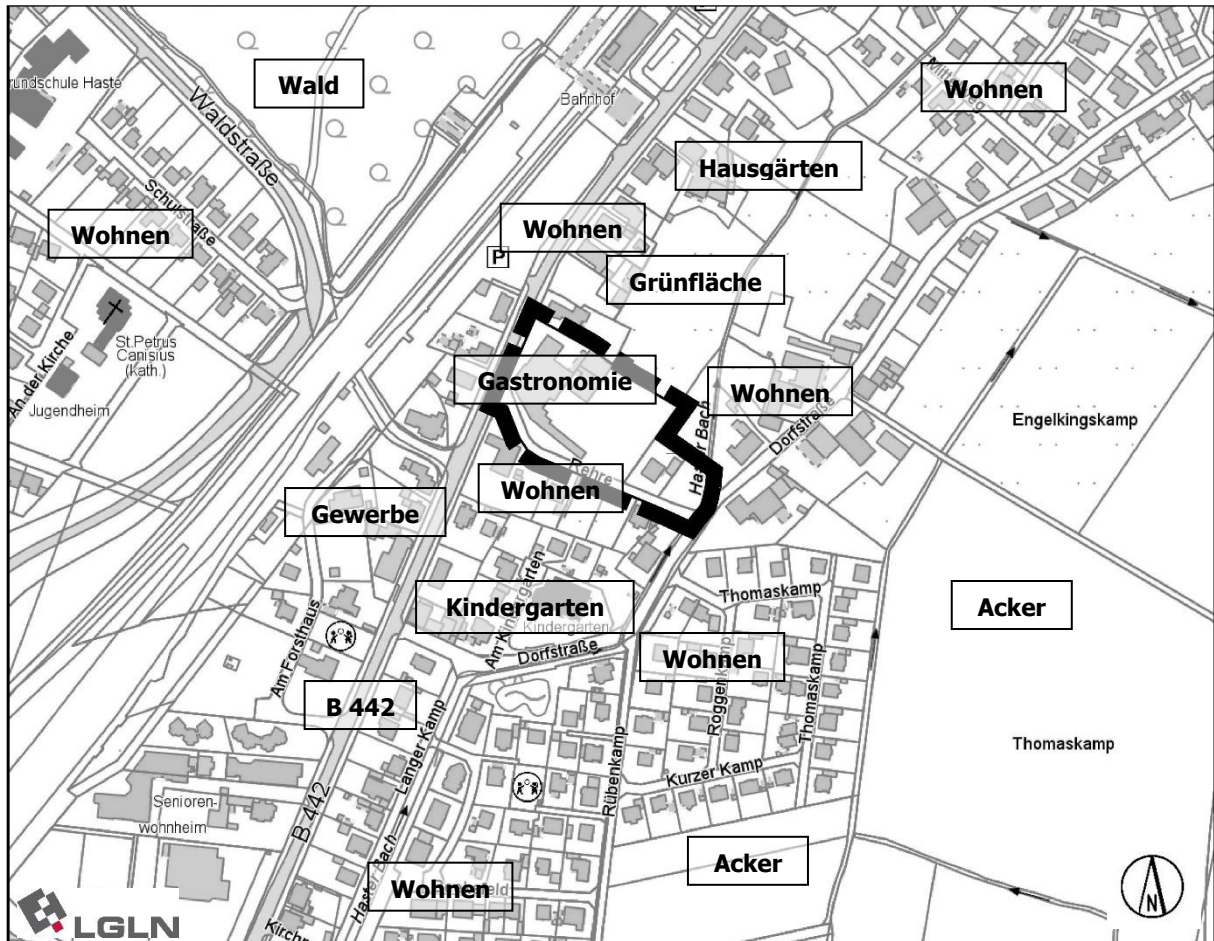 rundschule Haste
Waldstraße
Wald
Bahnhof
Wohnen
Mittelweg
Hausgärten
Schulstraße
Wohnen
Wohnen
P
Grünfläche
St.Petrus
Canisius
(kath.)
An der Kirche
Jugendheim
Gastronomie
Wohnen
Haster Bach
Dorfstraße
Engelkingskamp
Rehre
Wohnen
Gewerbe
Kindergarten
Am Kindergarten
Kindergarten
Dorfstraße
Thomaskamp
Acker
Wohnen
Roggenkamp
Thomaskamp
Am Forsthaus
B 442
Langer Kamp
Rübenkamp
Kurzer Kamp
Thomaskamp
Senioren-
wohnheim
B 442
Haster Bach
Acker
Wohnen
N
LGLN